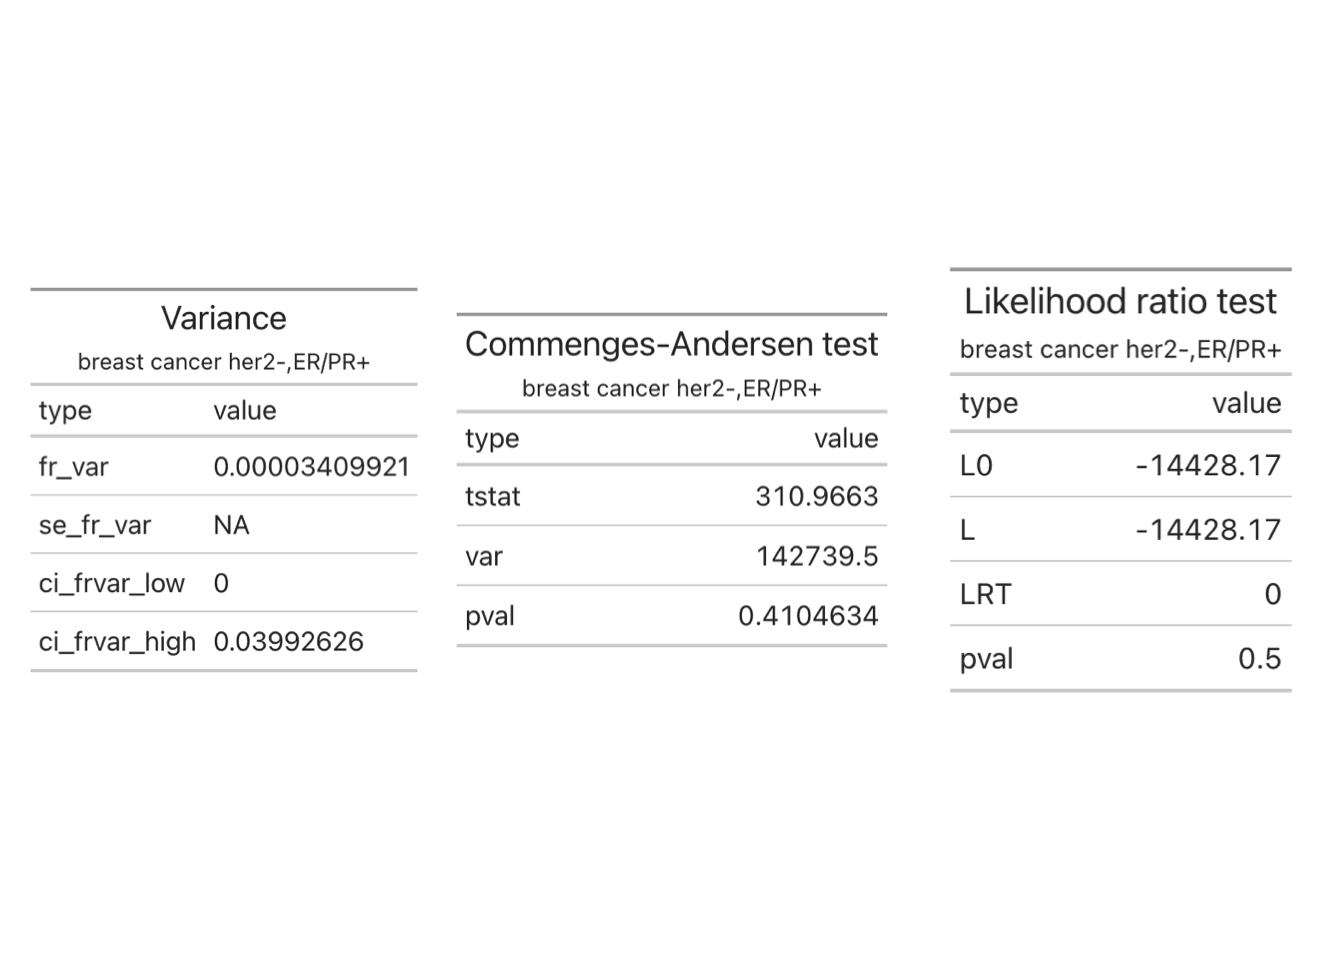 Variance
breast cancer her2-,ER/PR+
type value
fr_var 0.00003409921
se_fr_var NA
ci_frvar_low 0
ci_frvar_high 0.03992626
Commenges-Andersen test
breast cancer her2-,ER/PR+
type value
tstat 310.9663
var 142739.5
pval 0.4104634
Likelihood ratio test
breast cancer her2-,ER/PR+
type value
L0 -14428.17
L -14428.17
LRT 0
pval 0.5